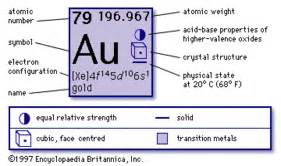 atomic number
79 196.967
atomic weight
symbol
Au
acid-base properties of higher-valence oxides
crystal structure
electron configuration
[Xe]4f¹⁴5d¹⁰6s¹
physical state at 20° C (68° F)
name
gold
equal relative strength
solid
cubic, face centred
transition metals
©1997 Encyclopaedia Britannica, Inc.